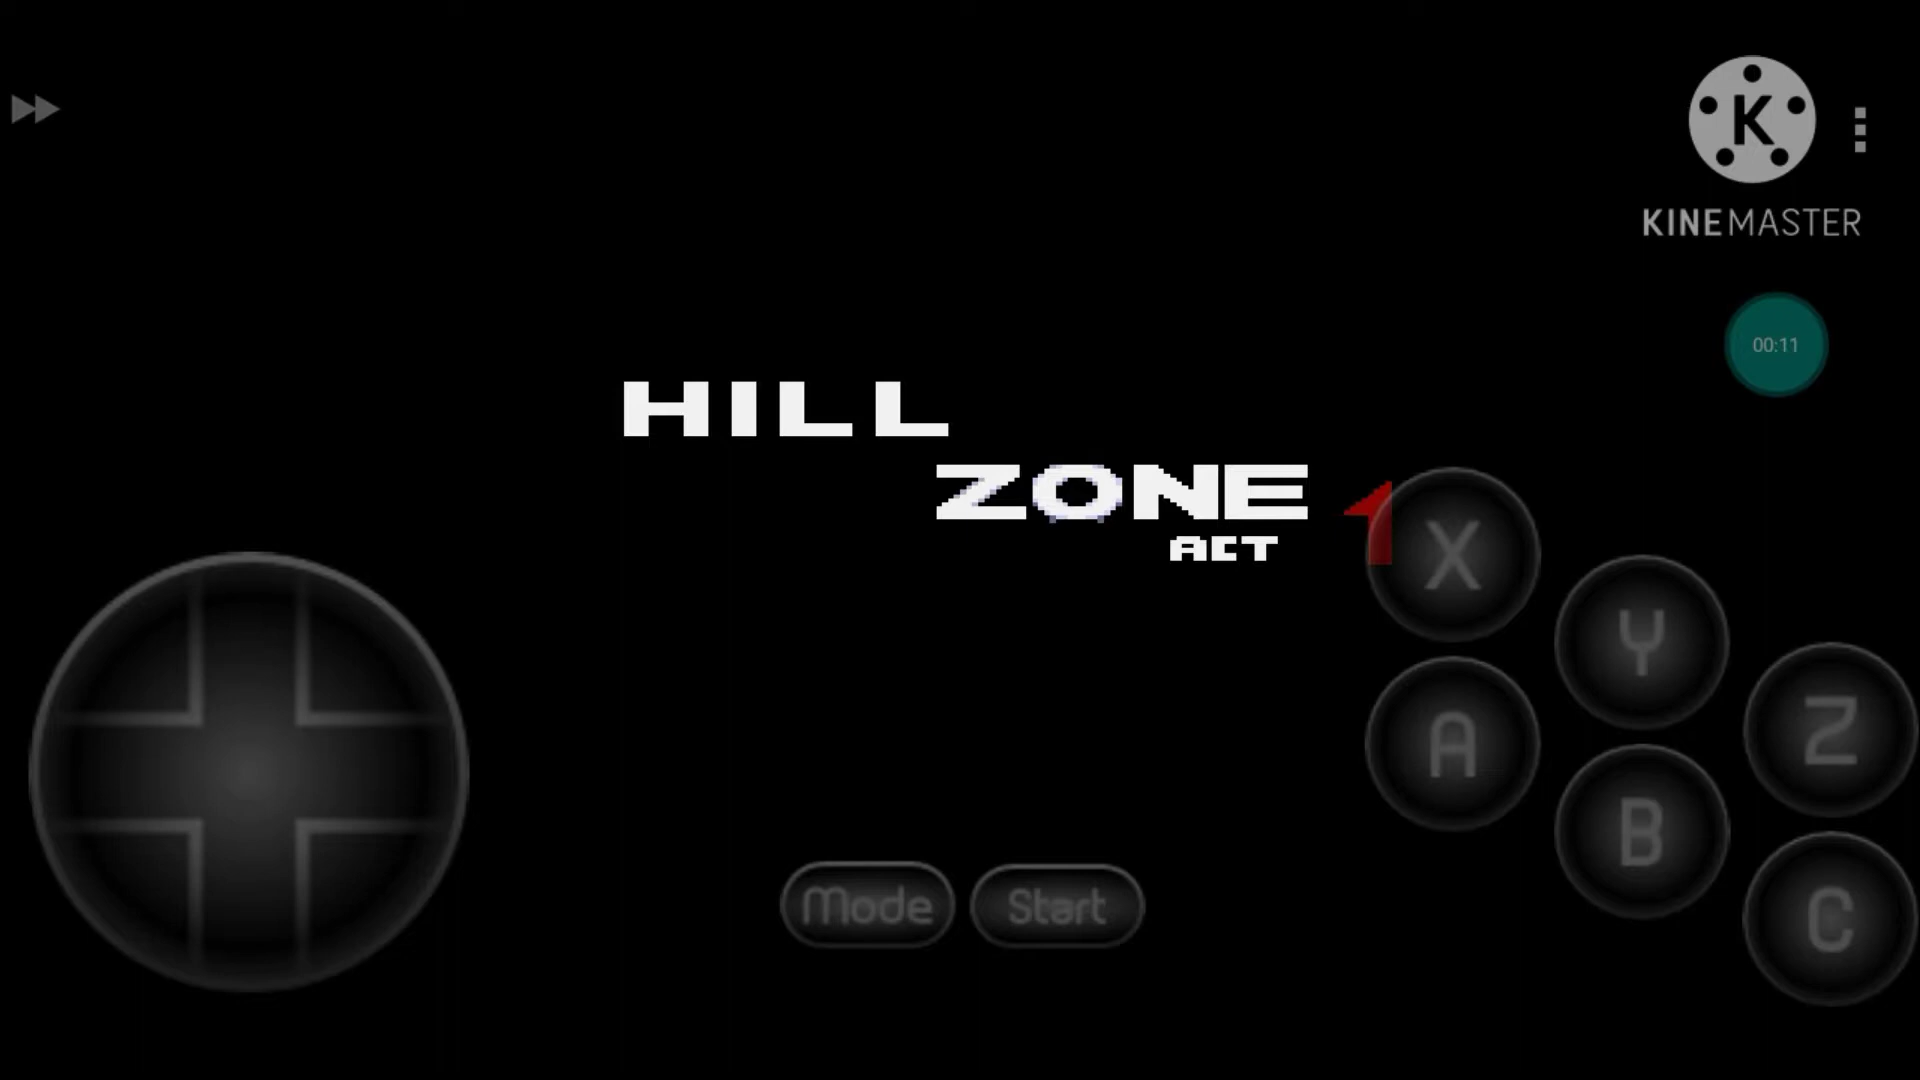 K
KINEMASTER
00:11
HILL
ZONE
ACT
1
X
Y
Z
A
B
C
Mode
Start